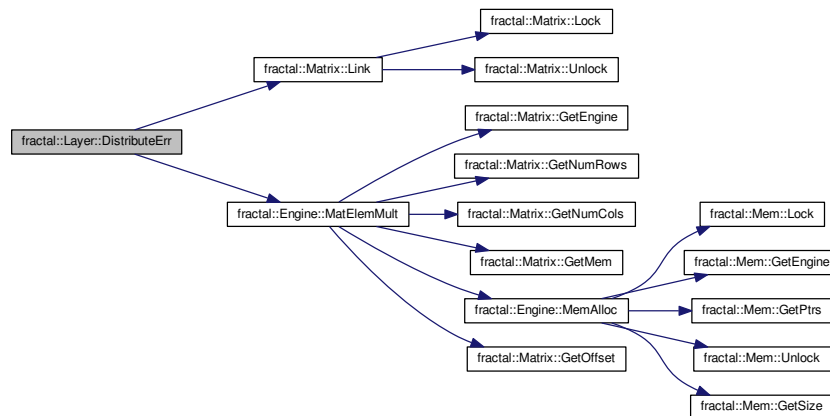 fractal::Matrix::Lock
fractal::Matrix::Link
fractal::Matrix::Unlock
fractal::Matrix::GetEngine
fractal::Layer::DistributeErr
fractal::Matrix::GetNumRows
fractal::Engine::MatElemMult
fractal::Matrix::GetNumCols
fractal::Mem::Lock
fractal::Matrix::GetMem
fractal::Mem::GetEngine
fractal::Engine::MemAlloc
fractal::Mem::GetPtrs
fractal::Matrix::GetOffset
fractal::Mem::Unlock
fractal::Mem::GetSize